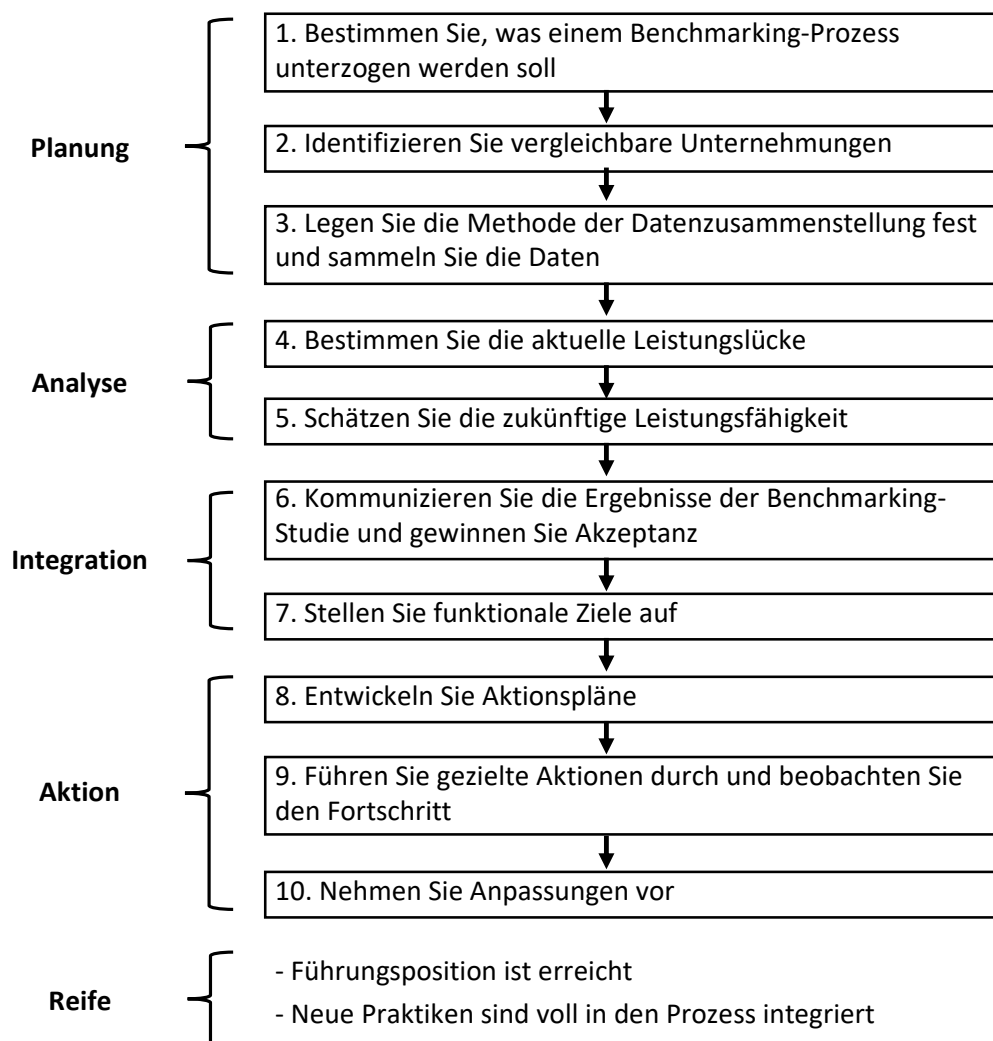 1. Bestimmen Sie, was einem Benchmarking-Prozess
unterzogen werden soll
Planung
2. Identifizieren Sie vergleichbare Unternehmungen
3. Legen Sie die Methode der Datenzusammenstellung fest
und sammeln Sie die Daten
4. Bestimmen Sie die aktuelle Leistungslücke
Analyse
5. Schätzen Sie die zukünftige Leistungsfähigkeit
6. Kommunizieren Sie die Ergebnisse der Benchmarking-
Studie und gewinnen Sie Akzeptanz
Integration
7. Stellen Sie funktionale Ziele auf
8. Entwickeln Sie Aktionspläne
Aktion
9. Führen Sie gezielte Aktionen durch und beobachten Sie
den Fortschritt
10. Nehmen Sie Anpassungen vor
Reife
- Führungsposition ist erreicht
- Neue Praktiken sind voll in den Prozess integriert